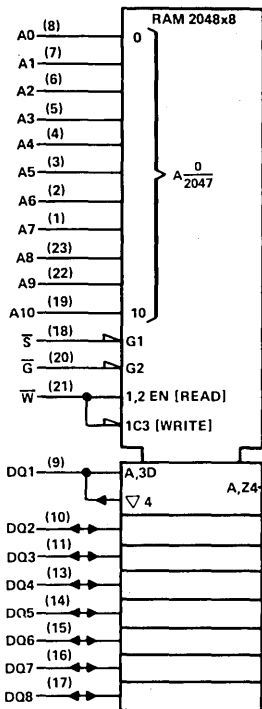 RAM 2048x8
A0 (8) 0
A1 (7)
A2 (6)
A3 (5)
A4 (4)
A5 (3) A 0/2047
A6 (2)
A7 (1)
A8 (23)
A9 (22)
A10 (19) 10
S̅ (18) G1
G̅ (20) G2
W̅ (21) 1,2 EN [READ]
1C3 [WRITE]
DQ1 (9) A,3D
A,Z4
▽ 4
DQ2 (10)
DQ3 (11)
DQ4 (13)
DQ5 (14)
DQ6 (15)
DQ7 (16)
DQ8 (17)